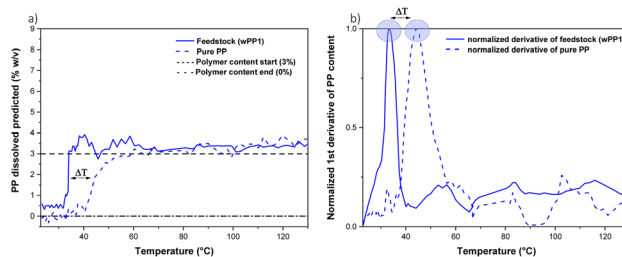 a)
PP dissolved predicted (% w/v)
9
8
7
6
5
4
3
2
1
0
Feedstock (wPP1)
Pure PP
Polymer content start (3%)
Polymer content end (0%)
ΔT
40
60
80
100
120
Temperature (°C)
b)
ΔT
Normalized 1st derivative of PP content
1.0
0.5
0.0
normalized derivative of feedstock (wPP1)
normalized derivative of pure PP
40
60
80
100
120
Temperature (°C)